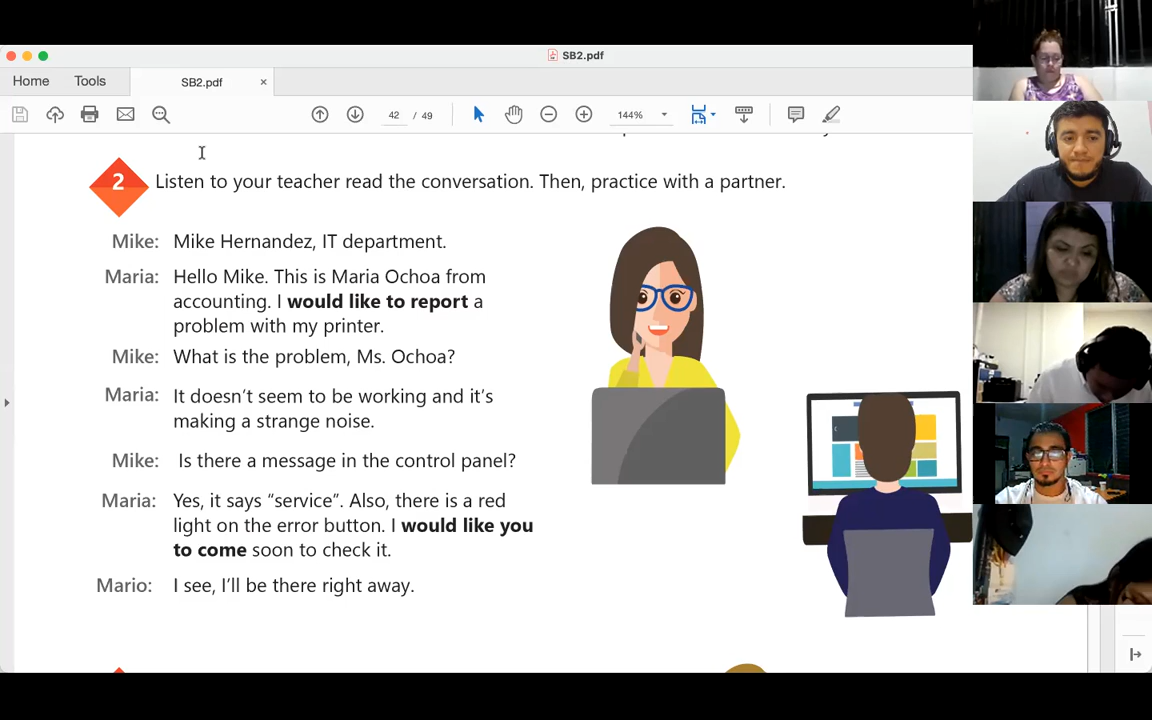 SB2.pdf
Home Tools SB2.pdf ×
42 / 49 144%
2 Listen to your teacher read the conversation. Then, practice with a partner.
Mike: Mike Hernandez, IT department.
Maria: Hello Mike. This is Maria Ochoa from
accounting. I would like to report a
problem with my printer.
Mike: What is the problem, Ms. Ochoa?
Maria: It doesn't seem to be working and it's
making a strange noise.
Mike: Is there a message in the control panel?
Maria: Yes, it says "service". Also, there is a red
light on the error button. I would like you
to come soon to check it.
Mario: I see, I'll be there right away.